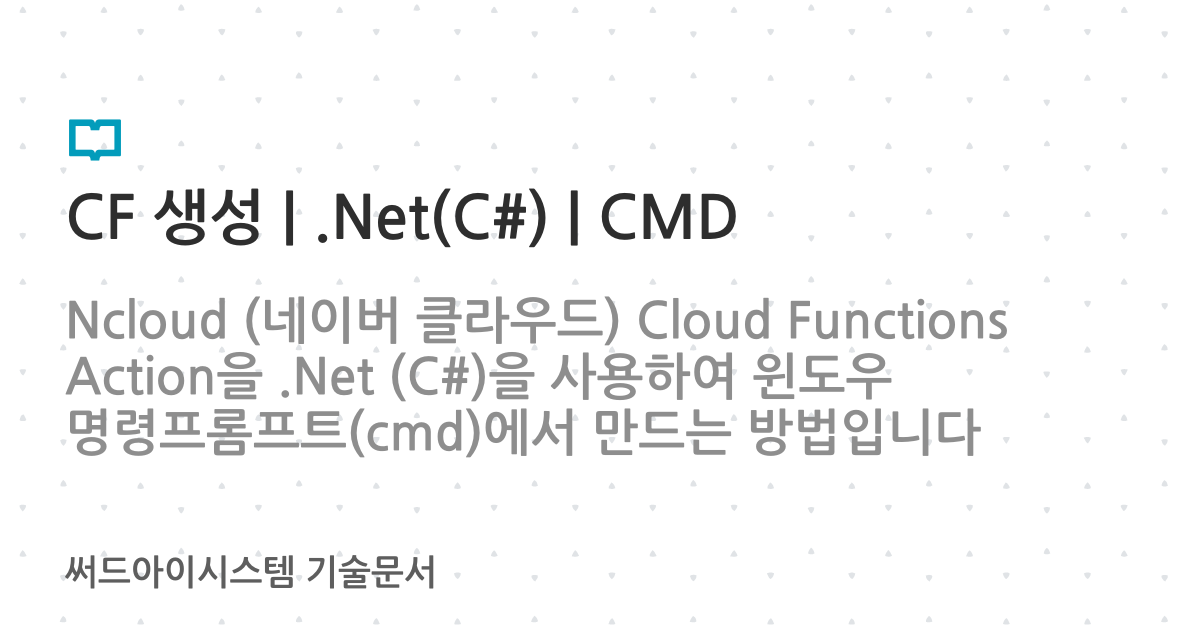 CF 생성 | .Net(C#) | CMD
Ncloud (네이버 클라우드) Cloud Functions
Action을 .Net (C#)을 사용하여 윈도우
명령프롬프트(cmd)에서 만드는 방법입니다
써드아이시스템 기술문서